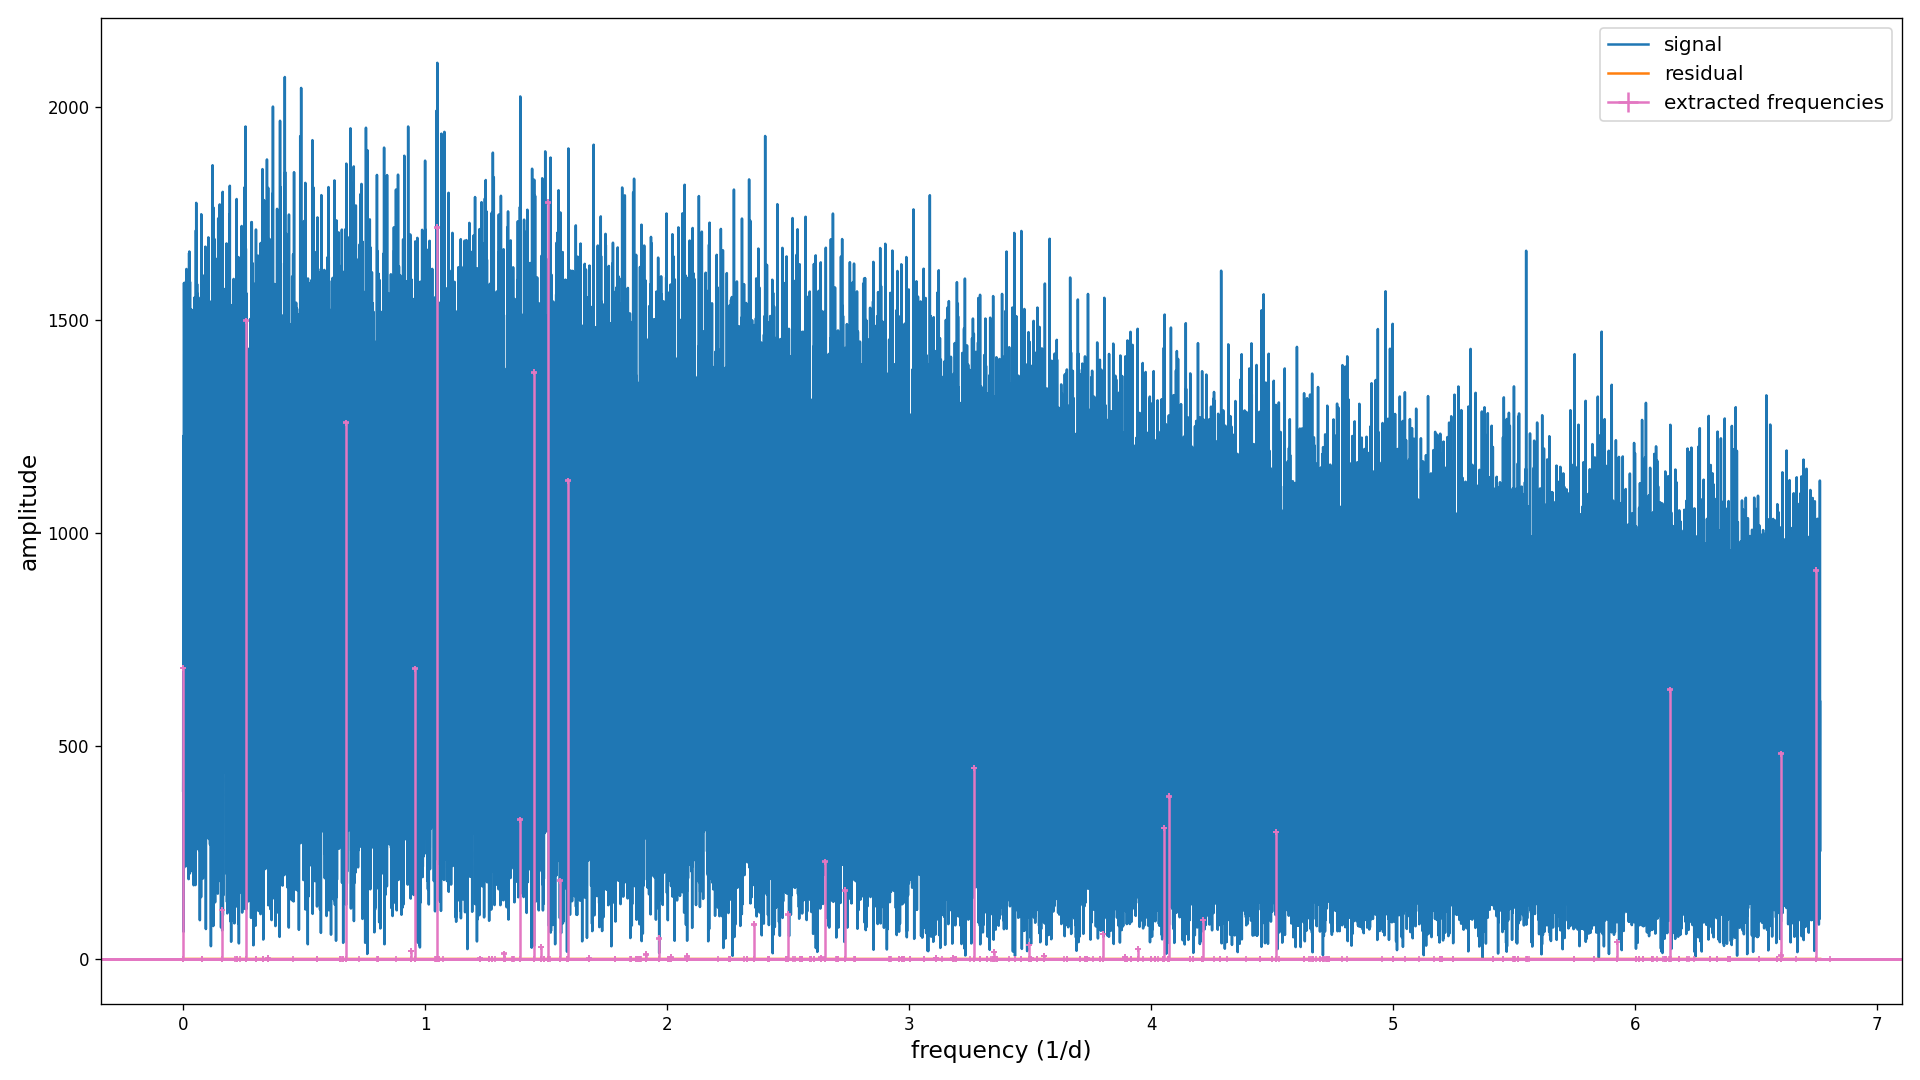 signal
residual
extracted frequencies
2000
1500
1000
500
0
amplitude
0 1 2 3 4 5 6 7
frequency (1/d)